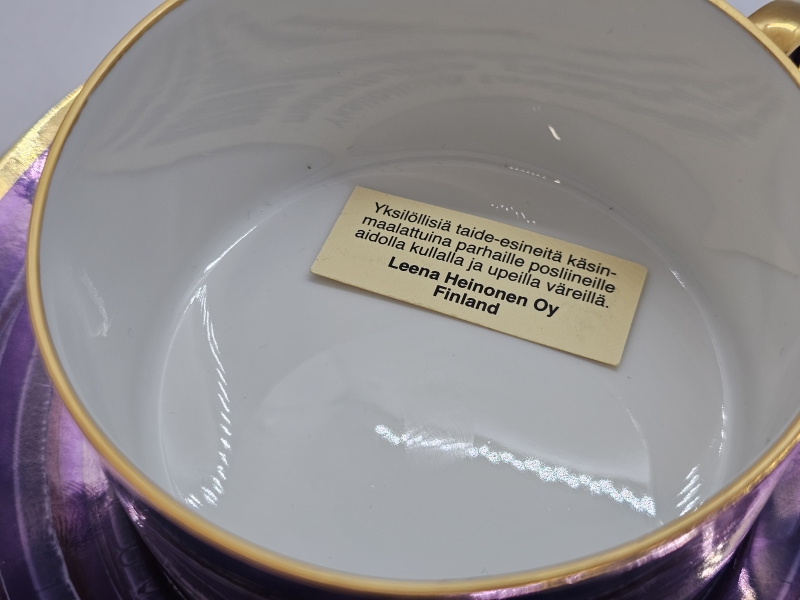 Yksilöllisiä taide-esineitä käsin-
maalattuina parhaille posliineille
aidolla kullalla ja upeilla väreillä.
Leena Heinonen Oy
Finland